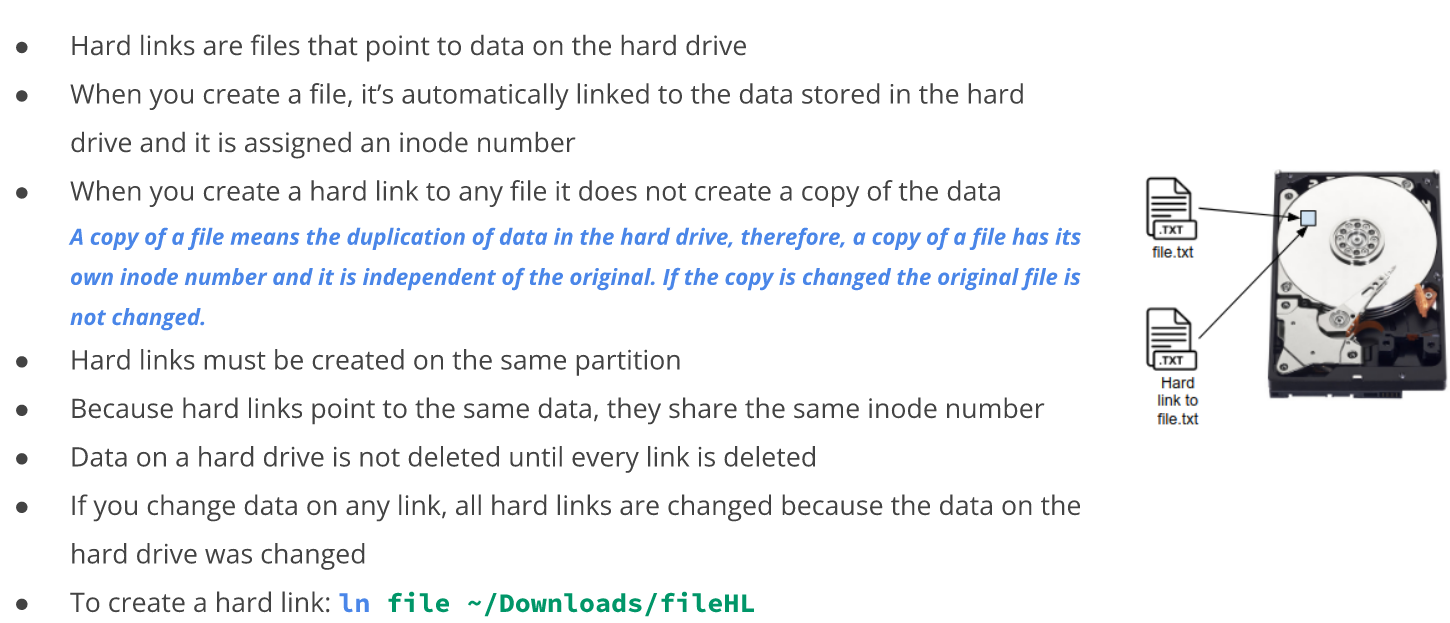 ● Hard links are files that point to data on the hard drive
● When you create a file, it’s automatically linked to the data stored in the hard
drive and it is assigned an inode number
● When you create a hard link to any file it does not create a copy of the data
A copy of a file means the duplication of data in the hard drive, therefore, a copy of a file has its
own inode number and it is independent of the original. If the copy is changed the original file is
not changed.
● Hard links must be created on the same partition
● Because hard links point to the same data, they share the same inode number
● Data on a hard drive is not deleted until every link is deleted
● If you change data on any link, all hard links are changed because the data on the
hard drive was changed
● To create a hard link: ln file ~/Downloads/fileHL
.TXT
file.txt
.TXT
Hard
link to
file.txt